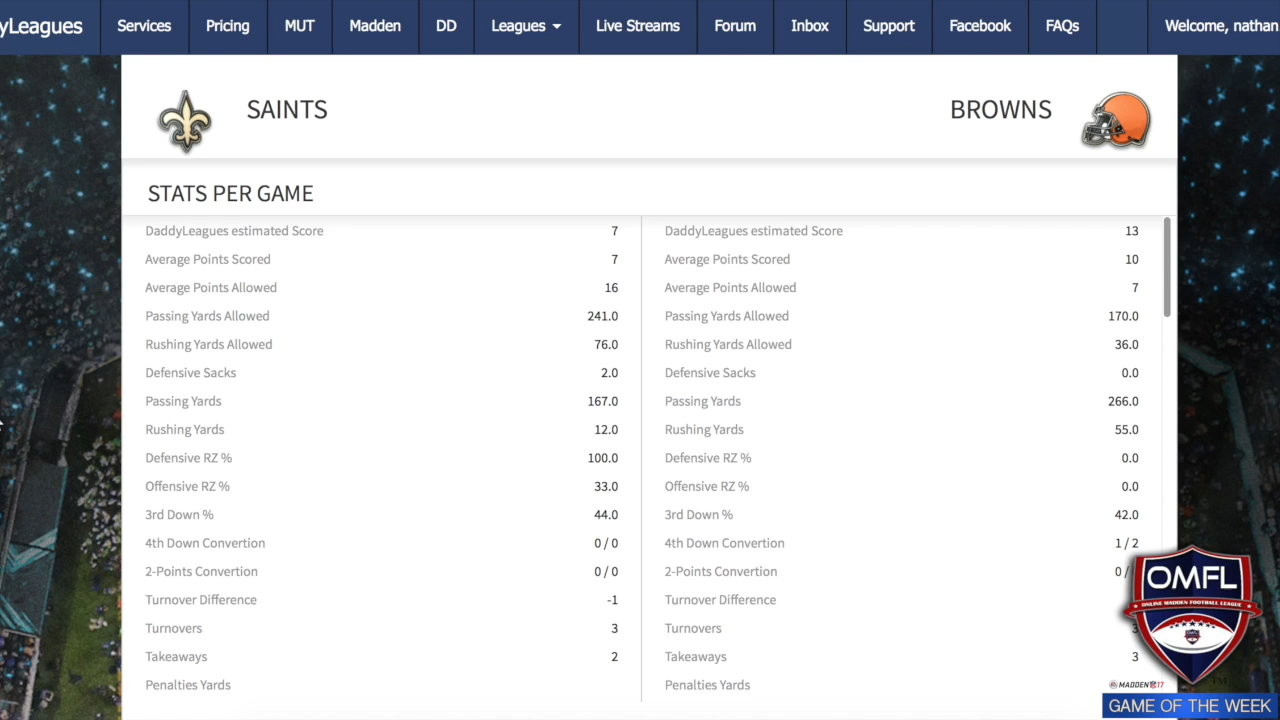 yLeagues Services Pricing MUT Madden DD Leagues Live Streams Forum Inbox Support Facebook FAQs Welcome, nathan
SAINTS BROWNS
STATS PER GAME
DaddyLeagues estimated Score 7 DaddyLeagues estimated Score 13
Average Points Scored 7 Average Points Scored 10
Average Points Allowed 16 Average Points Allowed 7
Passing Yards Allowed 241.0 Passing Yards Allowed 170.0
Rushing Yards Allowed 76.0 Rushing Yards Allowed 36.0
Defensive Sacks 2.0 Defensive Sacks 0.0
Passing Yards 167.0 Passing Yards 266.0
Rushing Yards 12.0 Rushing Yards 55.0
Defensive RZ % 100.0 Defensive RZ % 0.0
Offensive RZ % 33.0 Offensive RZ % 0.0
3rd Down % 44.0 3rd Down % 42.0
4th Down Convertion 0 / 0 4th Down Convertion 1 / 2
2-Points Convertion 0 / 0 2-Points Convertion 0 /
Turnover Difference -1 Turnover Difference
Turnovers 3 Turnovers 3
Takeaways 2 Takeaways 3
Penalties Yards Penalties Yards
OMFL
ONLINE MADDEN FOOTBALL LEAGUE
MADDEN 17
GAME OF THE WEEK